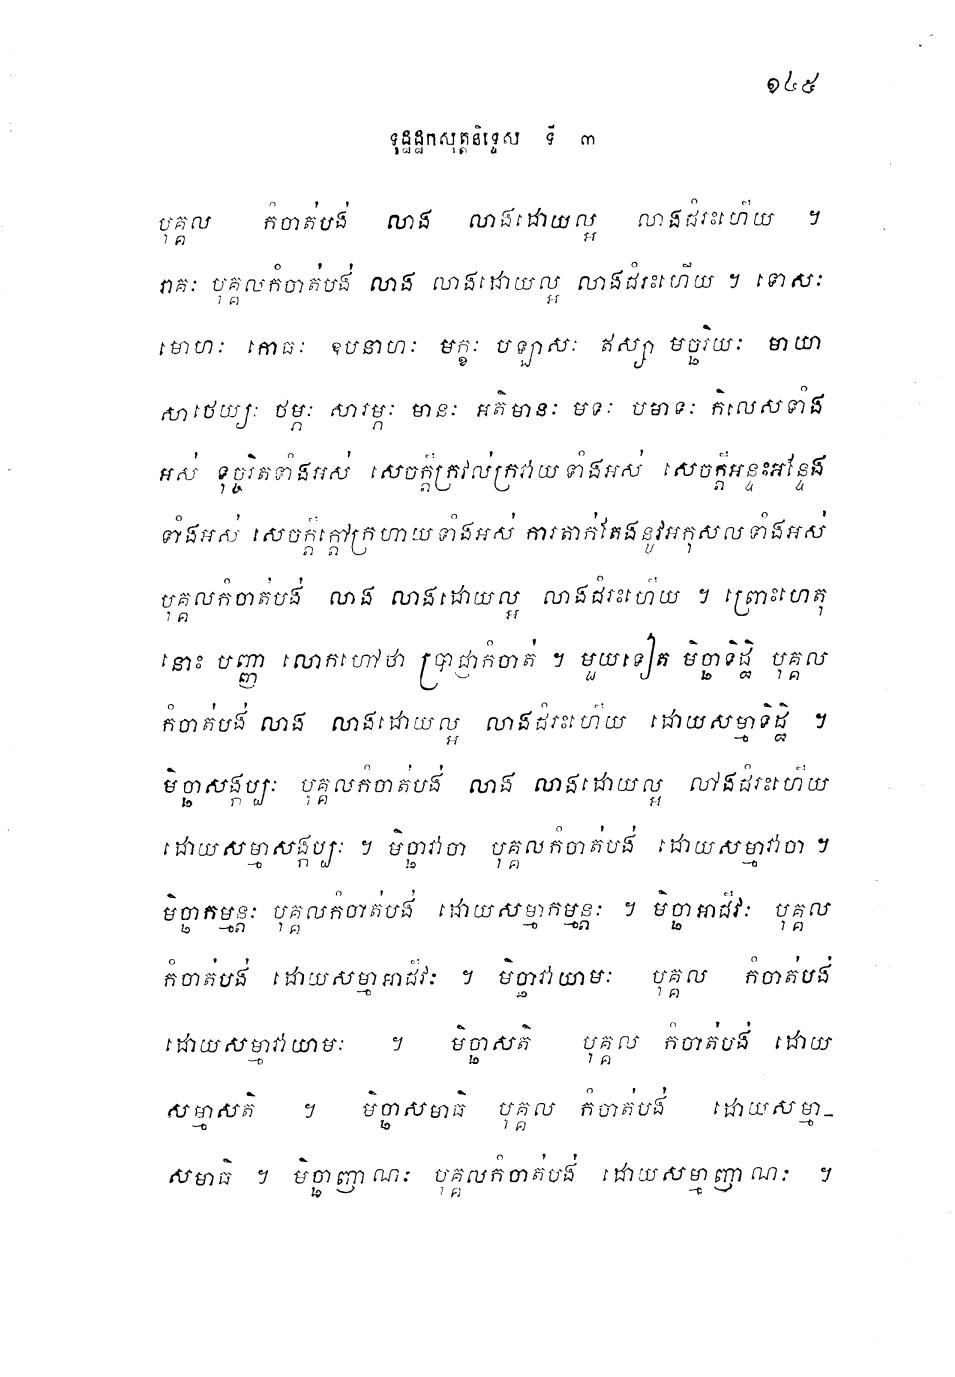 ១៤៥
ទុដ្ឋដ្ឋកសុត្តនិទ្ទេស ទី ៣
បុគ្គល កំចាត់បង់ លាង លាងដោយល្អ លាងជំរះហើយ ។
រាគៈ បុគ្គលកំចាត់បង់ លាង លាងដោយល្អ លាងជំរះហើយ ។ ទោសៈ
មោហៈ កោធៈ ឧបនាហៈ មក្ខៈ បឡាសៈ ឥស្សា មច្ឆរិយៈ មាយា
សាថេយ្យៈ ថម្ភៈ សារម្ភៈ មានៈ អតិមានៈ មទៈ បមាទៈ កិលេសទាំង
អស់ ទុច្ចរិតទាំងអស់ សេចក្តីក្រវល់ក្រវាយទាំងអស់ សេចក្តីអន្ទះអន្ទែង
ទាំងអស់ សេចក្តីក្តៅក្រហាយទាំងអស់ ការតាក់តែងនូវអកុសលទាំងអស់
បុគ្គលកំចាត់បង់ លាង លាងដោយល្អ លាងជំរះហើយ ។ ព្រោះហេតុ
នោះ បញ្ញា លោកហៅថា ប្រាជ្ញាកំចាត់ ។ មួយទៀត មិច្ឆាទិដ្ឋិ បុគ្គល
កំចាត់បង់ លាង លាងដោយល្អ លាងជំរះហើយ ដោយសម្មាទិដ្ឋិ ។
មិច្ឆាសង្កប្បៈ បុគ្គលកំចាត់បង់ លាង លាងដោយល្អ លាងជំរះហើយ
ដោយសម្មាសង្កប្បៈ ។ មិច្ឆាវាចា បុគ្គលកំចាត់បង់ ដោយសម្មាវាចា ។
មិច្ឆាកម្មន្តៈ បុគ្គលកំចាត់បង់ ដោយសម្មាកម្មន្តៈ ។ មិច្ឆាអាជីវៈ បុគ្គល
កំចាត់បង់ ដោយសម្មាអាជីវៈ ។ មិច្ឆាវាយាមៈ បុគ្គល កំចាត់បង់
ដោយសម្មាវាយាមៈ ។ មិច្ឆាសតិ បុគ្គល កំចាត់បង់ ដោយ
សម្មាសតិ ។ មិច្ឆាសមាធិ បុគ្គល កំចាត់បង់ ដោយសម្មា-
សមាធិ ។ មិច្ឆាញាណៈ បុគ្គលកំចាត់បង់ ដោយសម្មាញាណៈ ។